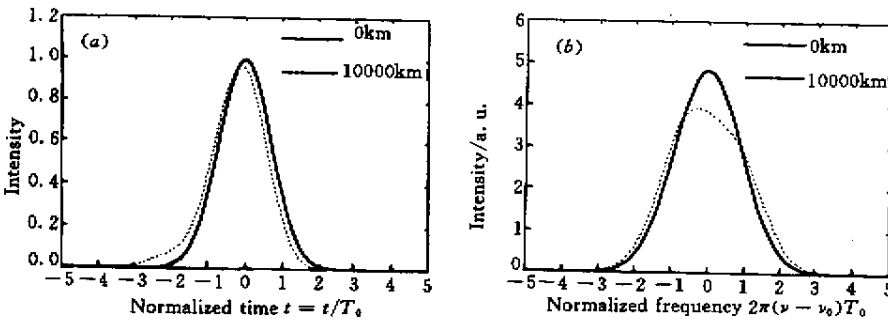 (a)
0km
10000km
Intensity
1.2
1.0
0.8
0.6
0.4
0.2
0.0
-5 -4 -3 -2 -1 0 1 2 3 4 5
Normalized time t = t/T₀
(b)
0km
10000km
Intensity/a. u.
6
5
4
3
2
1
0
-5 -4 -3 -2 -1 0 1 2 3 4 5
Normalized frequency 2π(ν − ν₀)T₀